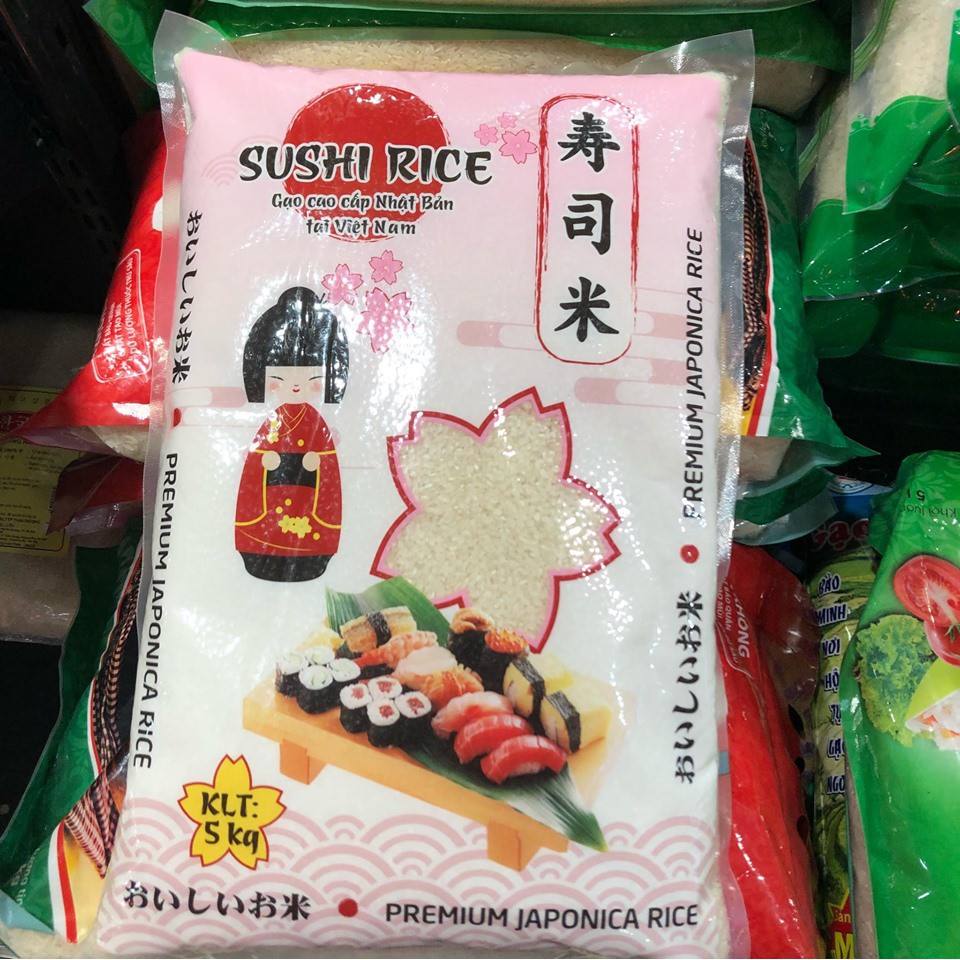 SUSHI RICE
Gạo cao cấp Nhật Bản
tại Việt Nam
寿司米
おいしいお米 • PREMIUM JAPONICA RICE
PREMIUM JAPONICA RICE • おいしいお米
KLT:
5 kg
おいしいお米 • PREMIUM JAPONICA RICE
BẢO
MINH